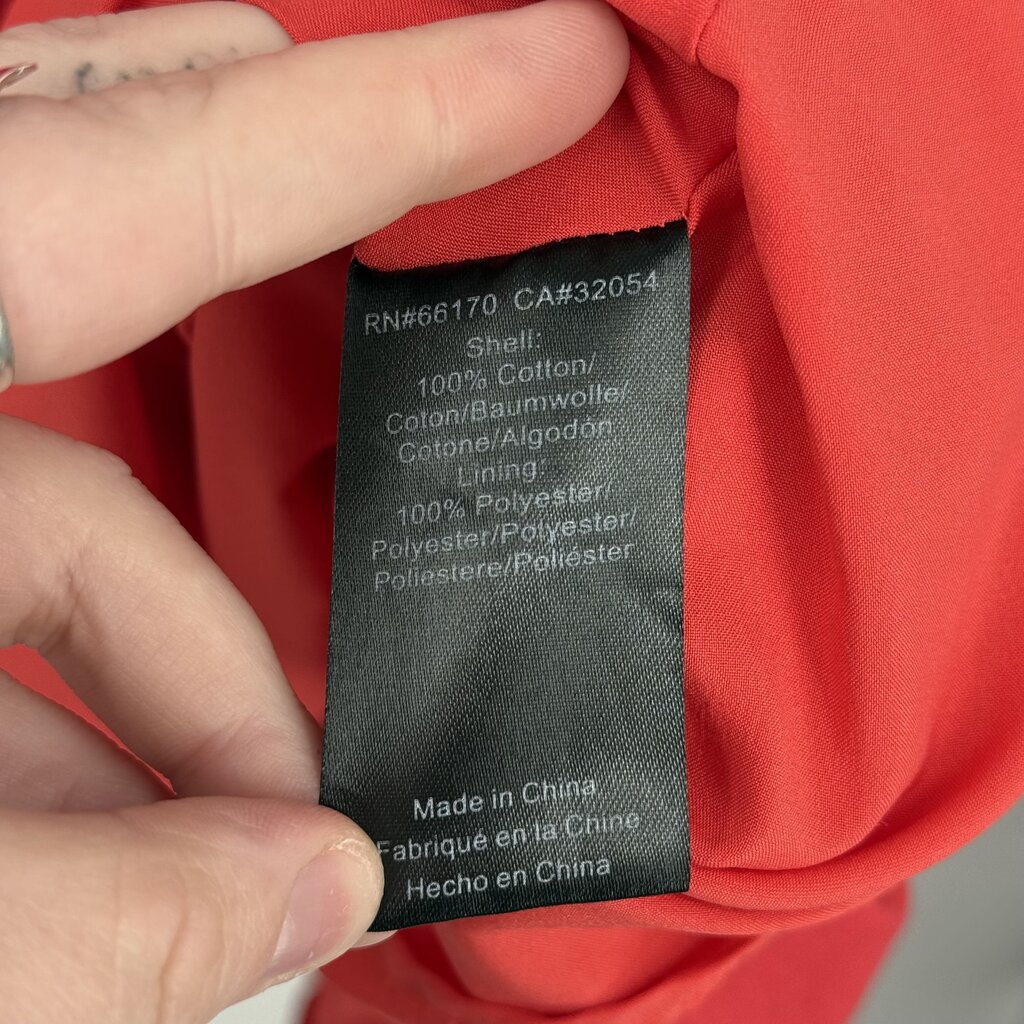 RN#66170 CA#32054
Shell:
100% Cotton/
Coton/Baumwolle/
Cotone/Algodón
Lining:
100% Polyester/
Polyester/Polyester/
Poliestere/Poliéster
Made in China
Fabriqué en la Chine
Hecho en China